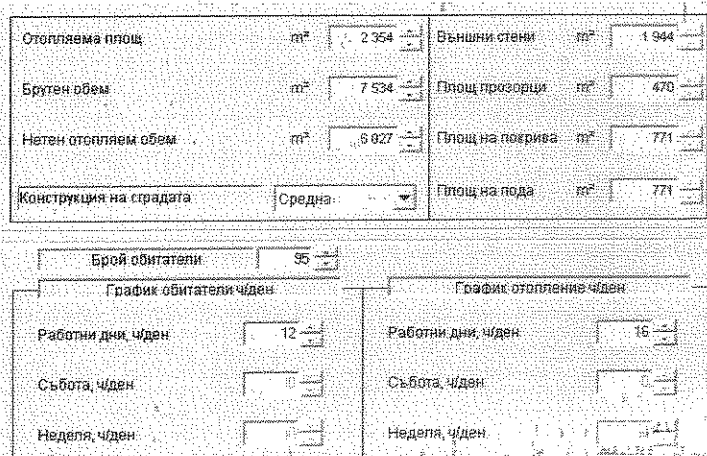 Отопляема площ m² 2 354
Външни стени m² 1 944
Брутен обем m³ 7 534
Площ прозорци m² 470
Нетен отопляем обем m³ 6 027
Площ на покрива m² 771
Конструкция на сградата Средна
Площ на пода m² 771
Брой обитатели 95
График обитатели ч/ден
График отопление ч/ден
Работни дни, ч/ден 12
Работни дни, ч/ден 16
Събота, ч/ден 0
Събота, ч/ден
Неделя, ч/ден
Неделя, ч/ден